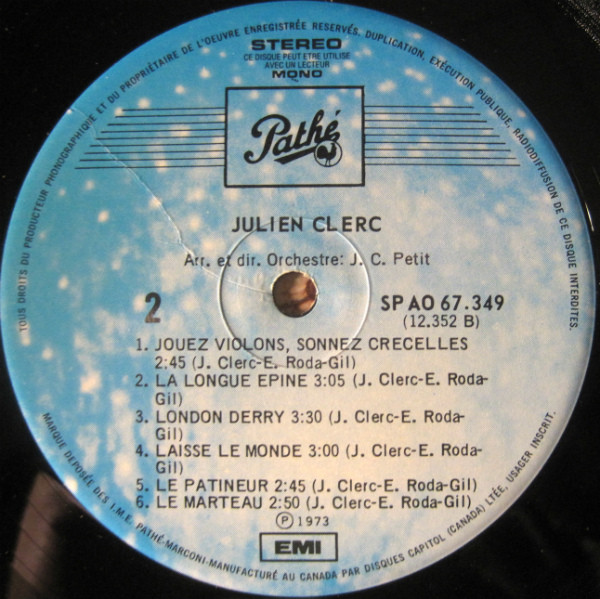 TOUS DROITS DU PRODUCTEUR PHONOGRAPHIQUE ET DU PROPRIÉTAIRE DE L'OEUVRE ENREGISTRÉE RESERVÉS. DUPLICATION, EXÉCUTION PUBLIQUE, RADIODIFFUSION DE CE DISQUE INTERDITES.
STEREO
CE DISQUE PEUT ETRE UTILISE
AVEC UN LECTEUR
MONO
Pathé
JULIEN CLERC
Arr. et dir. Orchestre: J. C. Petit
2
SPAO 67.349
(12.352 B)
1. JOUEZ VIOLONS, SONNEZ CRECELLES
2:45 (J. Clerc-E. Roda-Gil)
2. LA LONGUE EPINE 3:05 (J. Clerc-E. Roda-
Gil)
3. LONDON DERRY 3:30 (J. Clerc-E. Roda-
Gil)
4. LAISSE LE MONDE 3:00 (J. Clerc-E. Roda-
Gil)
5. LE PATINEUR 2:45 (J. Clerc-E. Roda-Gil)
6. LE MARTEAU 2:50 (J. Clerc-E. Roda-Gil)
Ⓟ 1973
EMI
MARQUE DEPOSÉE DES I.M.E. PATHÉ-MARCONI-MANUFACTURÉ AU CANADA PAR DISQUES CAPITOL (CANADA) LTÉE, USAGER INSCRIT.